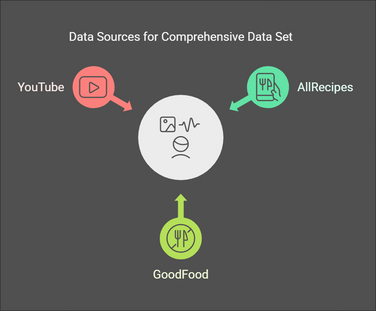 Data Sources for Comprehensive Data Set
YouTube
AllRecipes
GoodFood